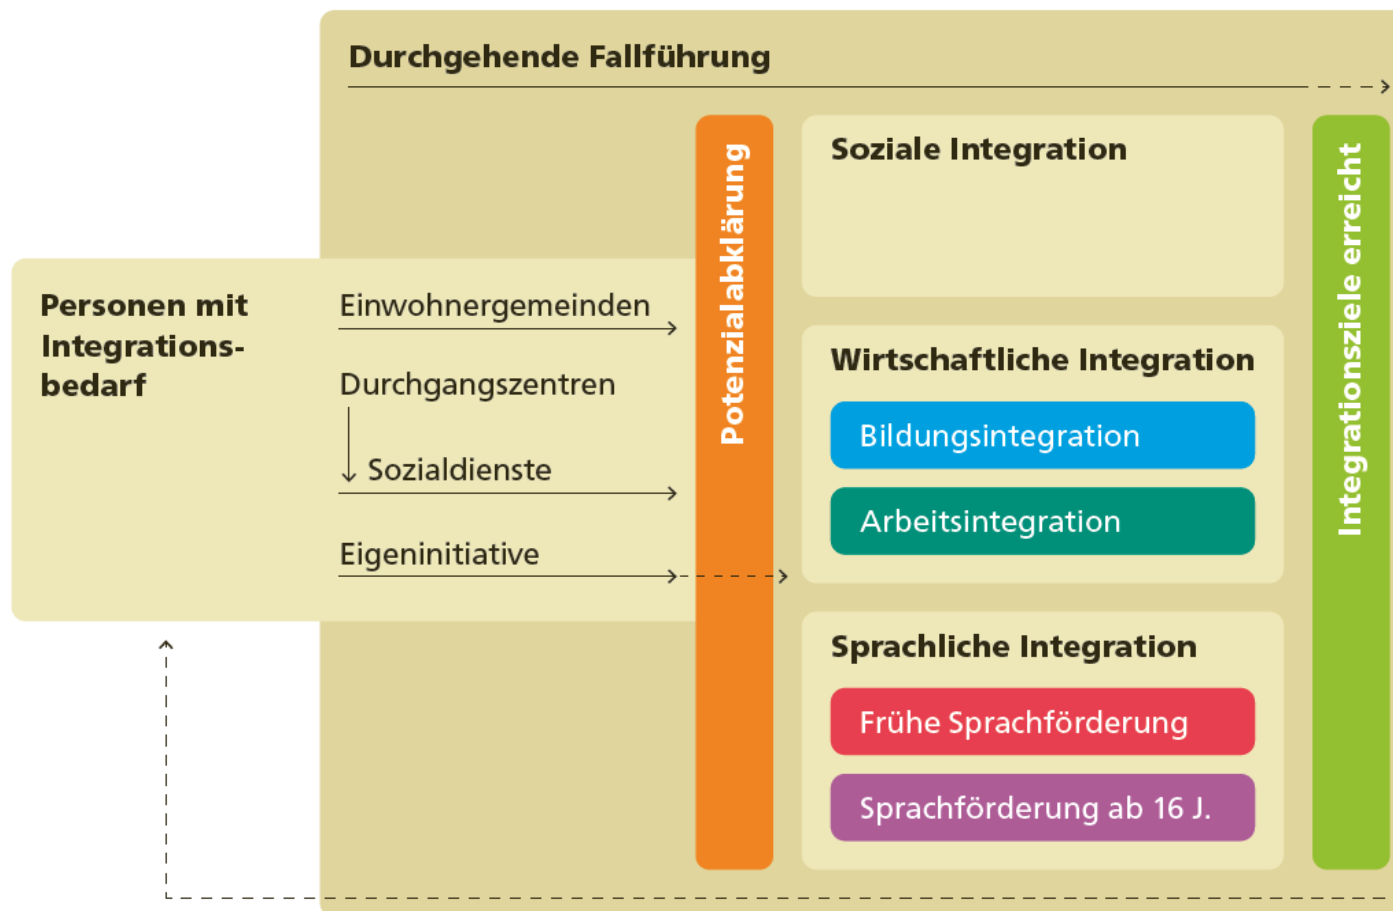 Durchgehende Fallführung
Personen mit
Integrations-
bedarf
Einwohnergemeinden
Durchgangszentren
Sozialdienste
Eigeninitiative
Potenzialabklärung
Soziale Integration
Wirtschaftliche Integration
Bildungsintegration
Arbeitsintegration
Sprachliche Integration
Frühe Sprachförderung
Sprachförderung ab 16 J.
Integrationsziele erreicht